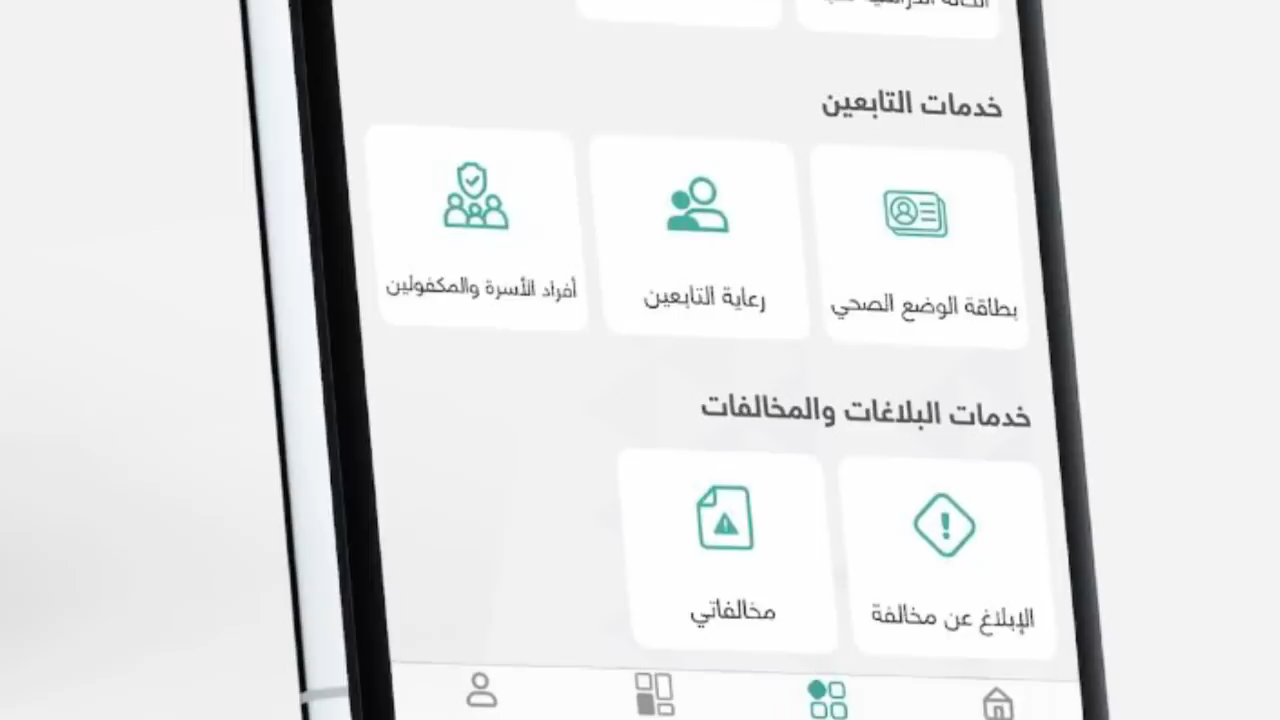 خدمات التابعين
بطاقة الوضع الصحي
رعاية التابعين
أفراد الأسرة والمكفولين
خدمات البلاغات والمخالفات
الإبلاغ عن مخالفة
مخالفاتي